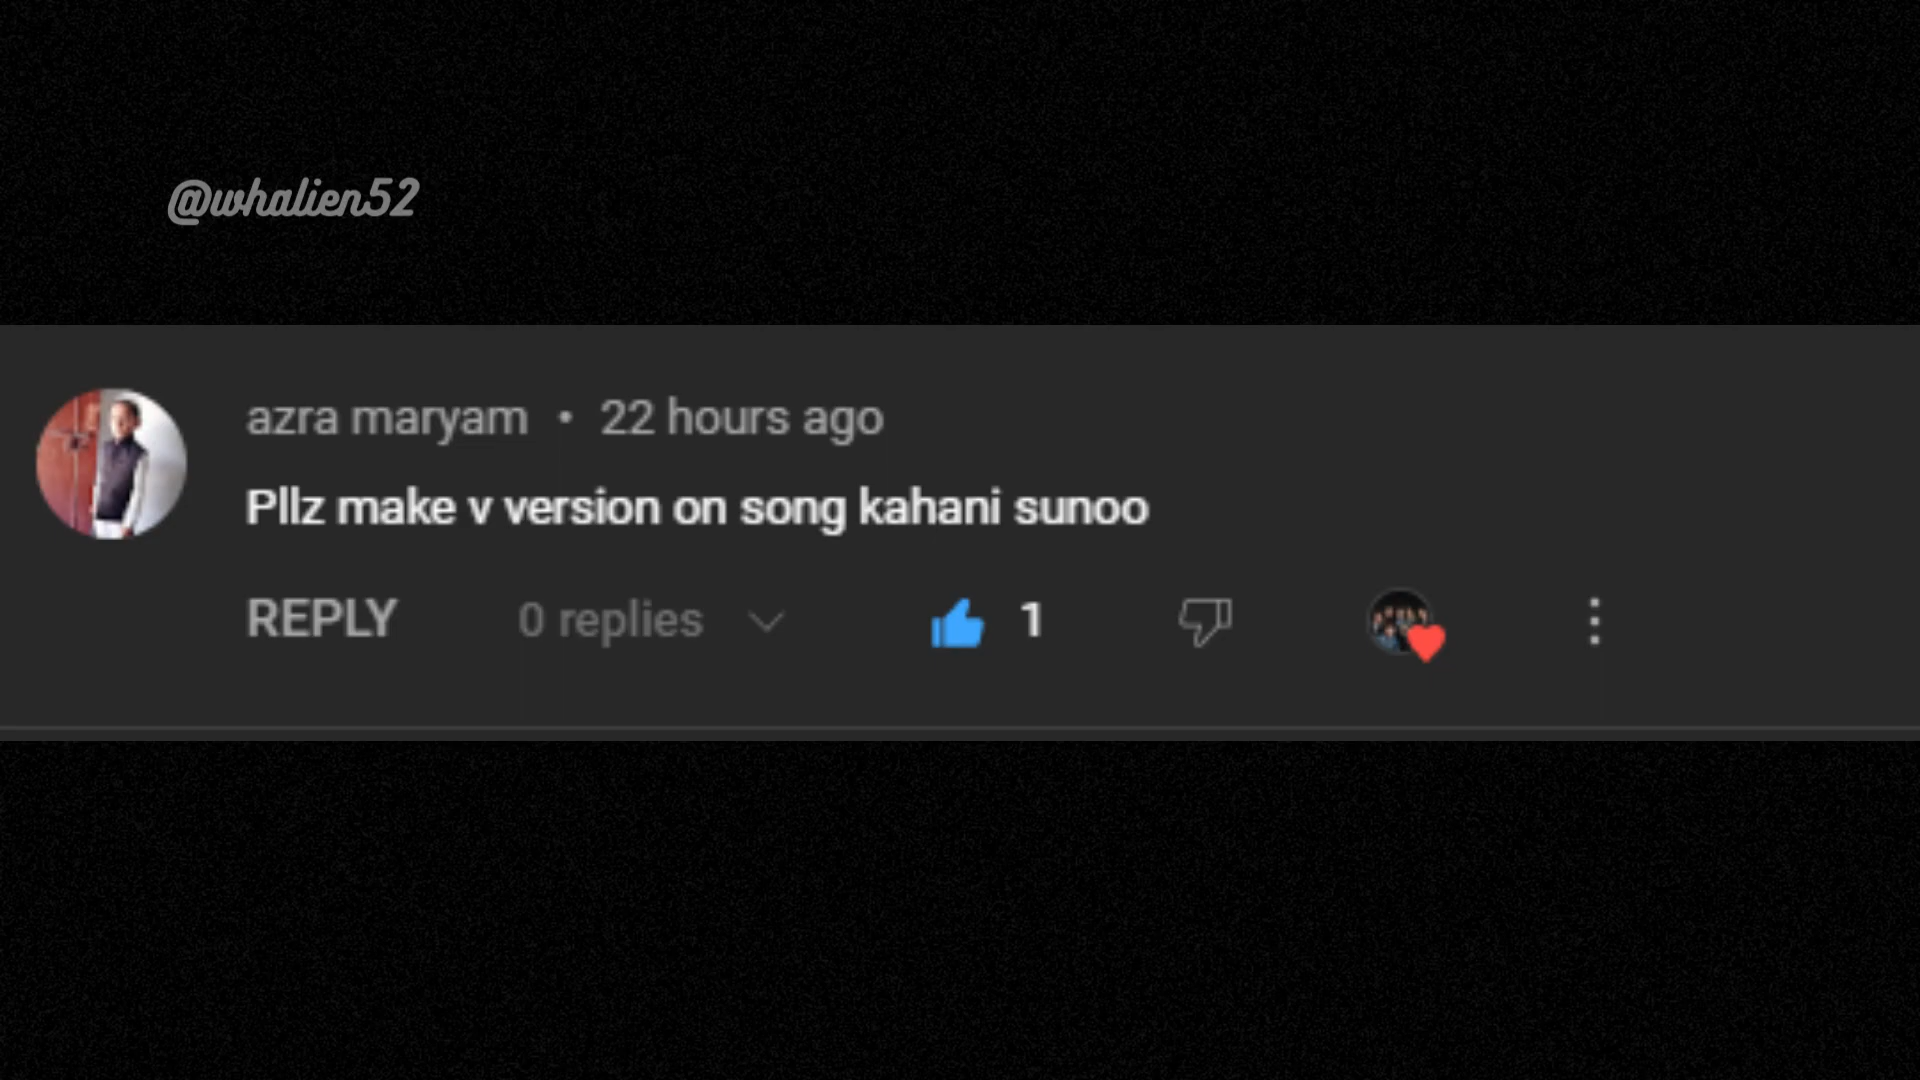 @whalien52
azra maryam • 22 hours ago
Pllz make v version on song kahani sunoo
REPLY 0 replies 1